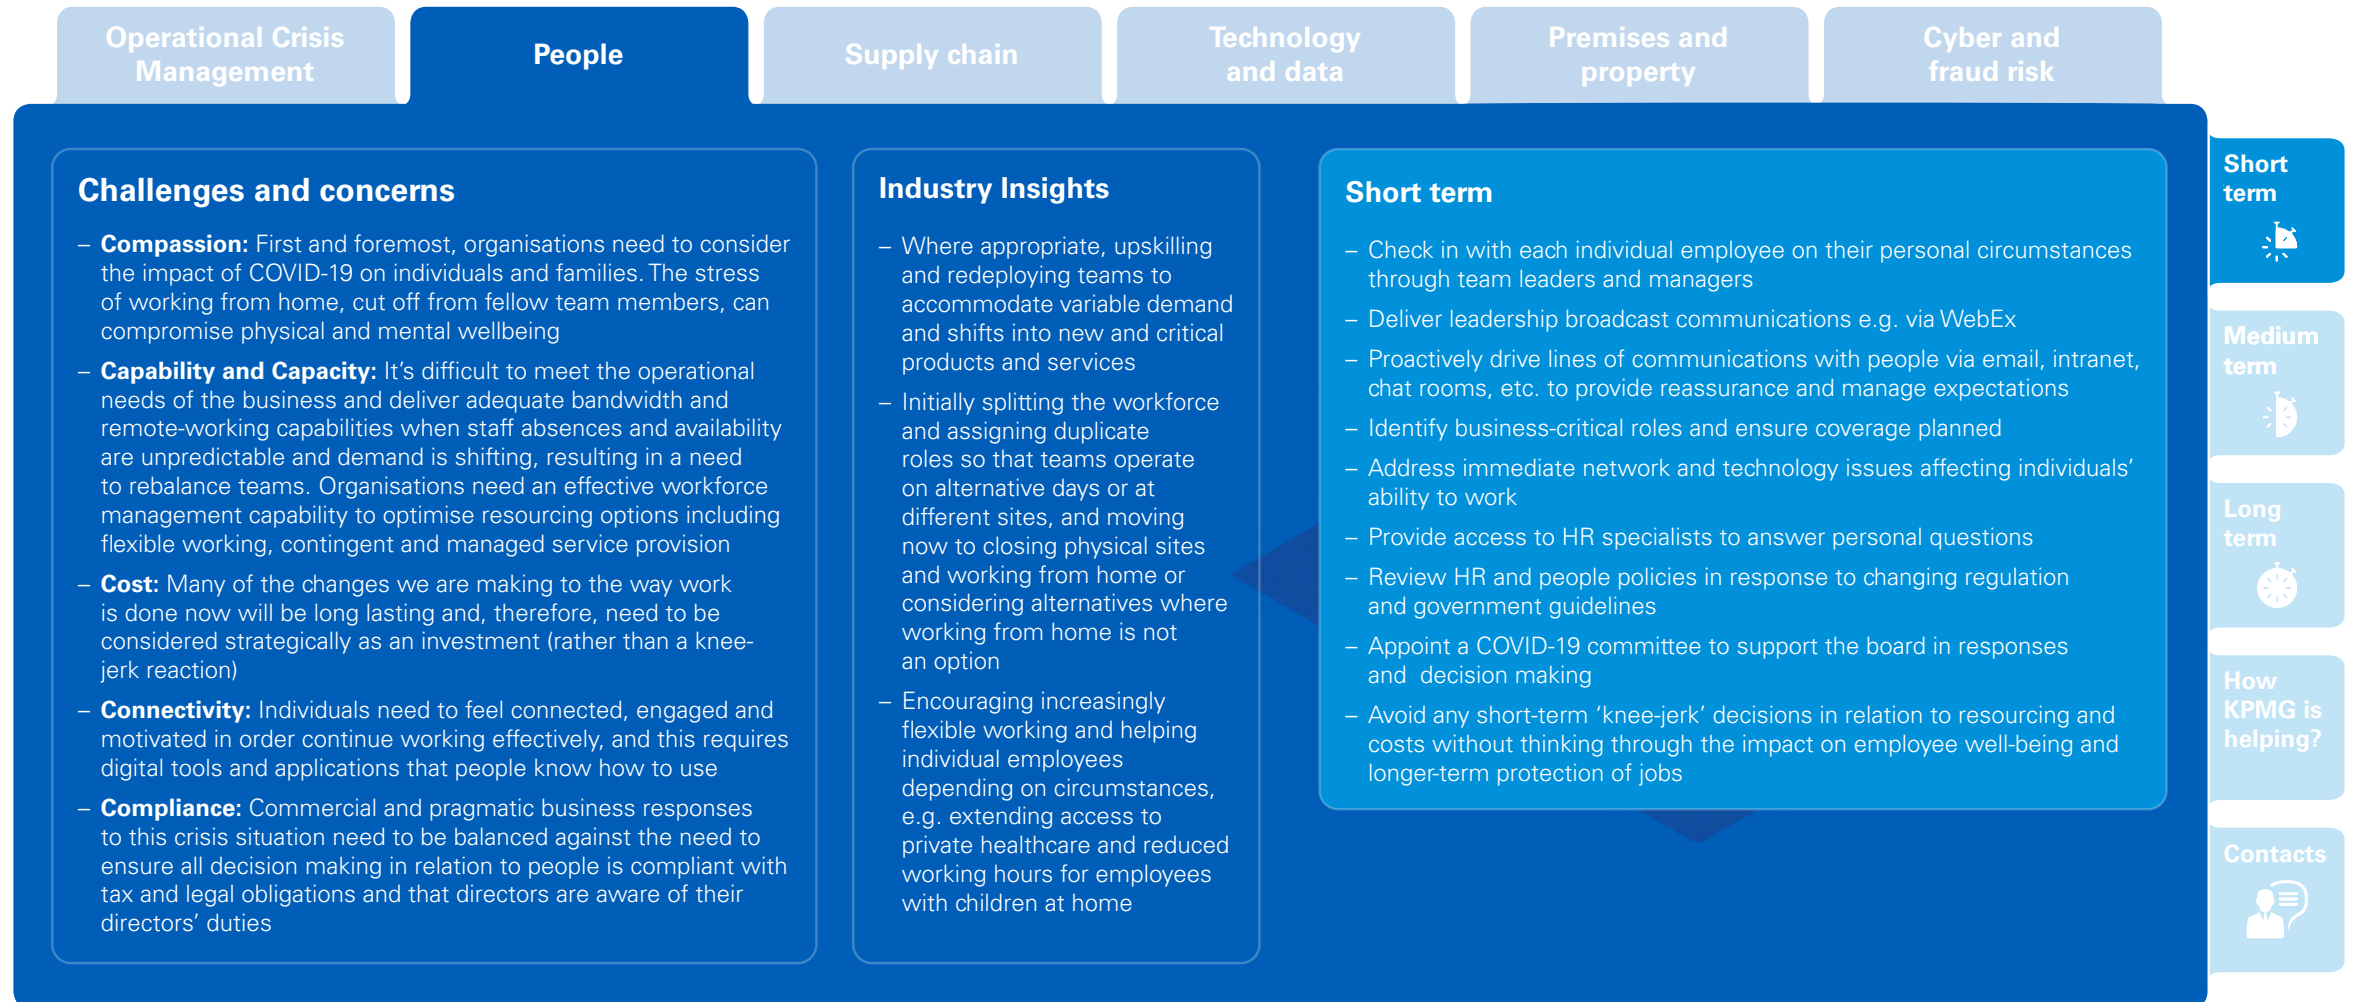 Operational Crisis
Management
People
Supply chain
Technology
and data
Premises and
property
Cyber and
fraud risk
Challenges and concerns
– Compassion: First and foremost, organisations need to consider
the impact of COVID-19 on individuals and families. The stress
of working from home, cut off from fellow team members, can
compromise physical and mental wellbeing
– Capability and Capacity: It’s difficult to meet the operational
needs of the business and deliver adequate bandwidth and
remote-working capabilities when staff absences and availability
are unpredictable and demand is shifting, resulting in a need
to rebalance teams. Organisations need an effective workforce
management capability to optimise resourcing options including
flexible working, contingent and managed service provision
– Cost: Many of the changes we are making to the way work
is done now will be long lasting and, therefore, need to be
considered strategically as an investment (rather than a knee-
jerk reaction)
– Connectivity: Individuals need to feel connected, engaged and
motivated in order continue working effectively, and this requires
digital tools and applications that people know how to use
– Compliance: Commercial and pragmatic business responses
to this crisis situation need to be balanced against the need to
ensure all decision making in relation to people is compliant with
tax and legal obligations and that directors are aware of their
directors’ duties
Industry Insights
– Where appropriate, upskilling
and redeploying teams to
accommodate variable demand
and shifts into new and critical
products and services
– Initially splitting the workforce
and assigning duplicate
roles so that teams operate
on alternative days or at
different sites, and moving
now to closing physical sites
and working from home or
considering alternatives where
working from home is not
an option
– Encouraging increasingly
flexible working and helping
individual employees
depending on circumstances,
e.g. extending access to
private healthcare and reduced
working hours for employees
with children at home
Short term
– Check in with each individual employee on their personal circumstances
through team leaders and managers
– Deliver leadership broadcast communications e.g. via WebEx
– Proactively drive lines of communications with people via email, intranet,
chat rooms, etc. to provide reassurance and manage expectations
– Identify business-critical roles and ensure coverage planned
– Address immediate network and technology issues affecting individuals’
ability to work
– Provide access to HR specialists to answer personal questions
– Review HR and people policies in response to changing regulation
and government guidelines
– Appoint a COVID-19 committee to support the board in responses
and  decision making
– Avoid any short-term ‘knee-jerk’ decisions in relation to resourcing and
costs without thinking through the impact on employee well-being and
longer-term protection of jobs
Short
term
Medium
term
Long
term
How
KPMG is
helping?
Contacts